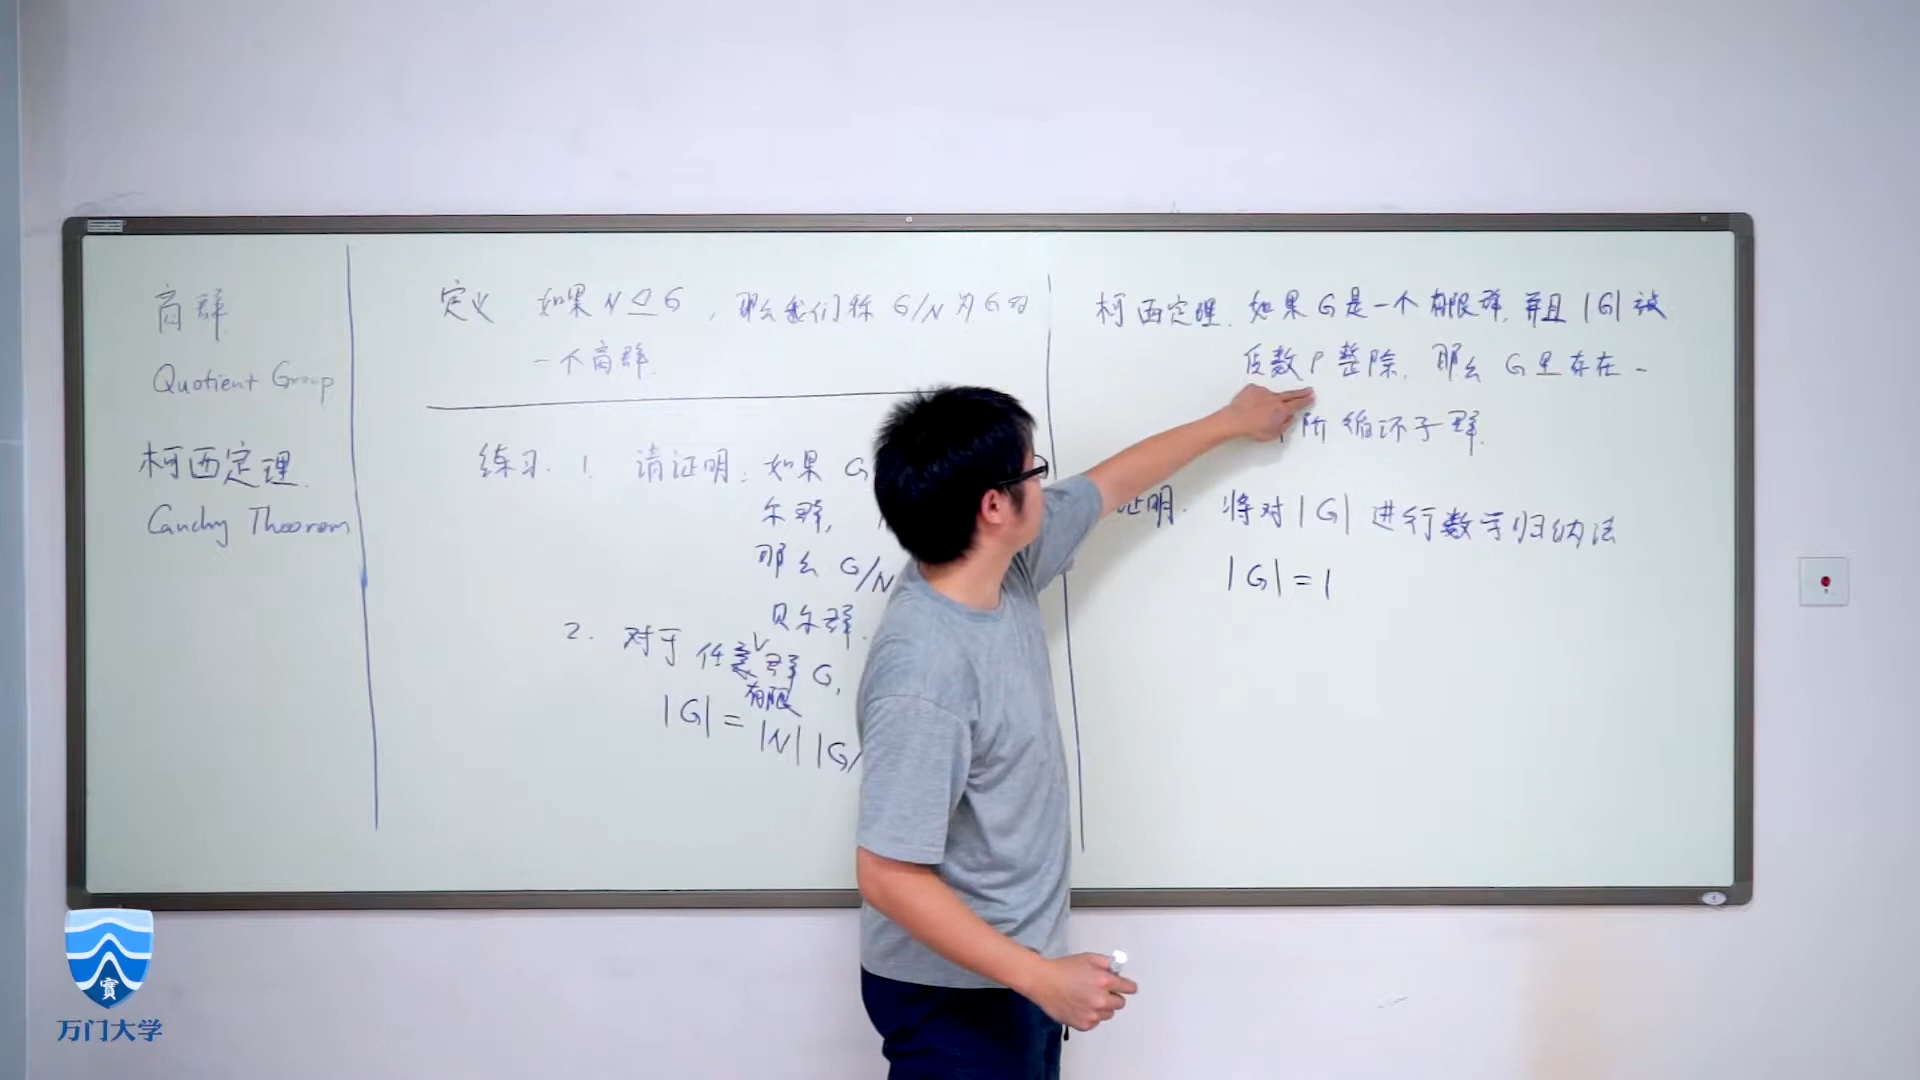 商群
Quotient Group
柯西定理.
Cauchy Theorem
定义 如果 N⊴G，那么我们称 G/N 为 G 的
一个商群.
练习. 1. 请证明：如果 G
尔群，
那么 G/N
贝尔群.
2. 对于任意群 G,
有限
|G| = |N| |G/
柯西定理. 如果 G 是一个有限群, 并且 |G| 被
质数 P 整除, 那么 G 里存在一
阶循环子群.
证明. 将对 |G| 进行数学归纳法
|G| = 1
實
万门大学